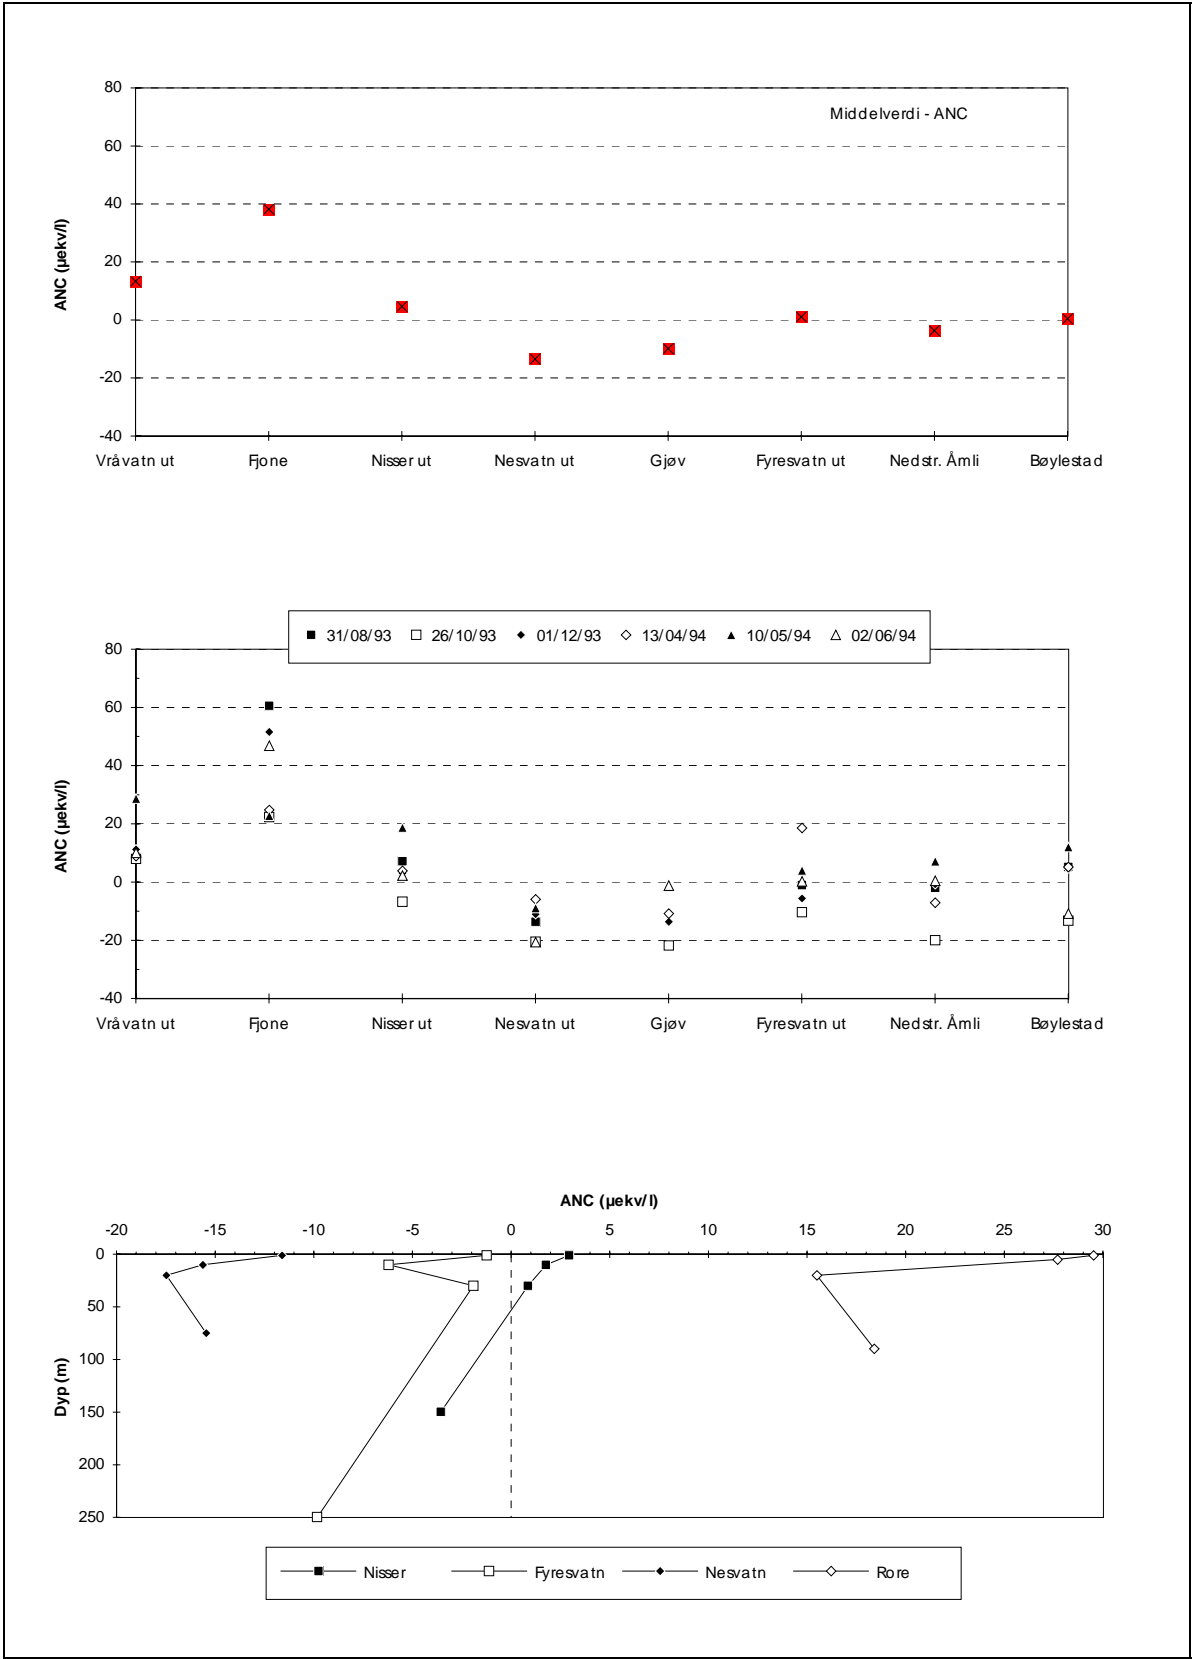 80
Middelverdi - ANC
60
40
20
0
-20
-40
ANC (µekv/l)
Vråvatn ut Fjone Nisser ut Nesvatn ut Gjøv Fyresvatn ut Nedstr. Åmli Bøylestad
31/08/93 26/10/93 01/12/93 13/04/94 10/05/94 02/06/94
80
60
40
20
0
-20
-40
ANC (µekv/l)
Vråvatn ut Fjone Nisser ut Nesvatn ut Gjøv Fyresvatn ut Nedstr. Åmli Bøylestad
ANC (µekv/l)
-20 -15 -10 -5 0 5 10 15 20 25 30
0
50
100
150
200
250
Dyp (m)
Nisser Fyresvatn Nesvatn Rore